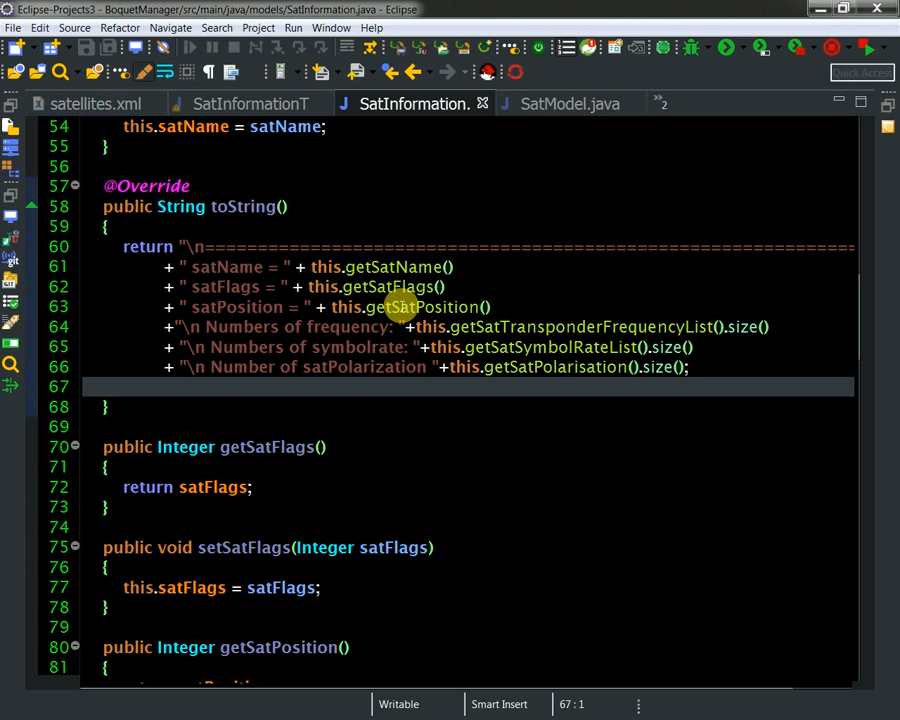 Eclipse-Projects3 - BoquetManager/src/main/java/models/SatInformation.java - Eclipse
File Edit Source Refactor Navigate Search Project Run Window Help
Quick Access
satellites.xml SatInformationT SatInformation. SatModel.java »2
54 this.satName = satName;
55 }
56
57 @Override
58 public String toString()
59 {
60 return "\n==============================================================
61 + " satName = " + this.getSatName()
62 + " satFlags = " + this.getSatFlags()
63 + " satPosition = " + this.getSatPosition()
64 +"\n Numbers of frequency: "+this.getSatTransponderFrequencyList().size()
65 + "\n Numbers of symbolrate: "+this.getSatSymbolRateList().size()
66 + "\n Number of satPolarization "+this.getSatPolarisation().size();
67
68 }
69
70 public Integer getSatFlags()
71 {
72 return satFlags;
73 }
74
75 public void setSatFlags(Integer satFlags)
76 {
77 this.satFlags = satFlags;
78 }
79
80 public Integer getSatPosition()
81 {
Writable Smart Insert 67 : 1